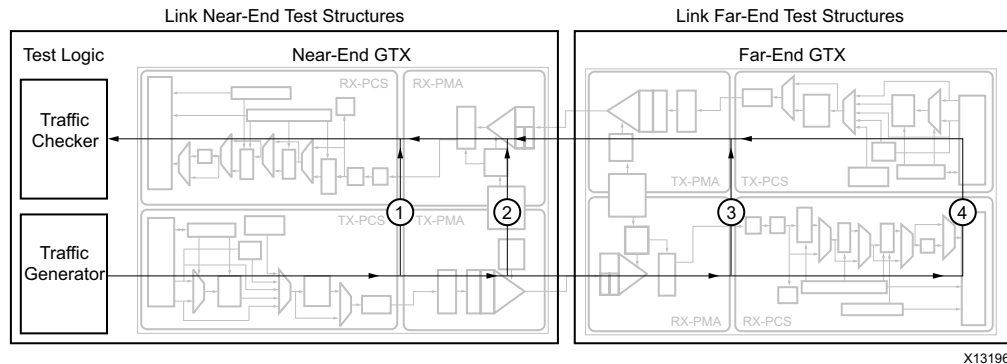 Link Near-End Test Structures
Link Far-End Test Structures
Test Logic
Near-End GTX
Far-End GTX
RX-PCS
RX-PMA
Traffic
Checker
TX-PMA
TX-PCS
1
2
3
4
TX-PCS
TX-PMA
Traffic
Generator
RX-PMA
RX-PCS
X13196